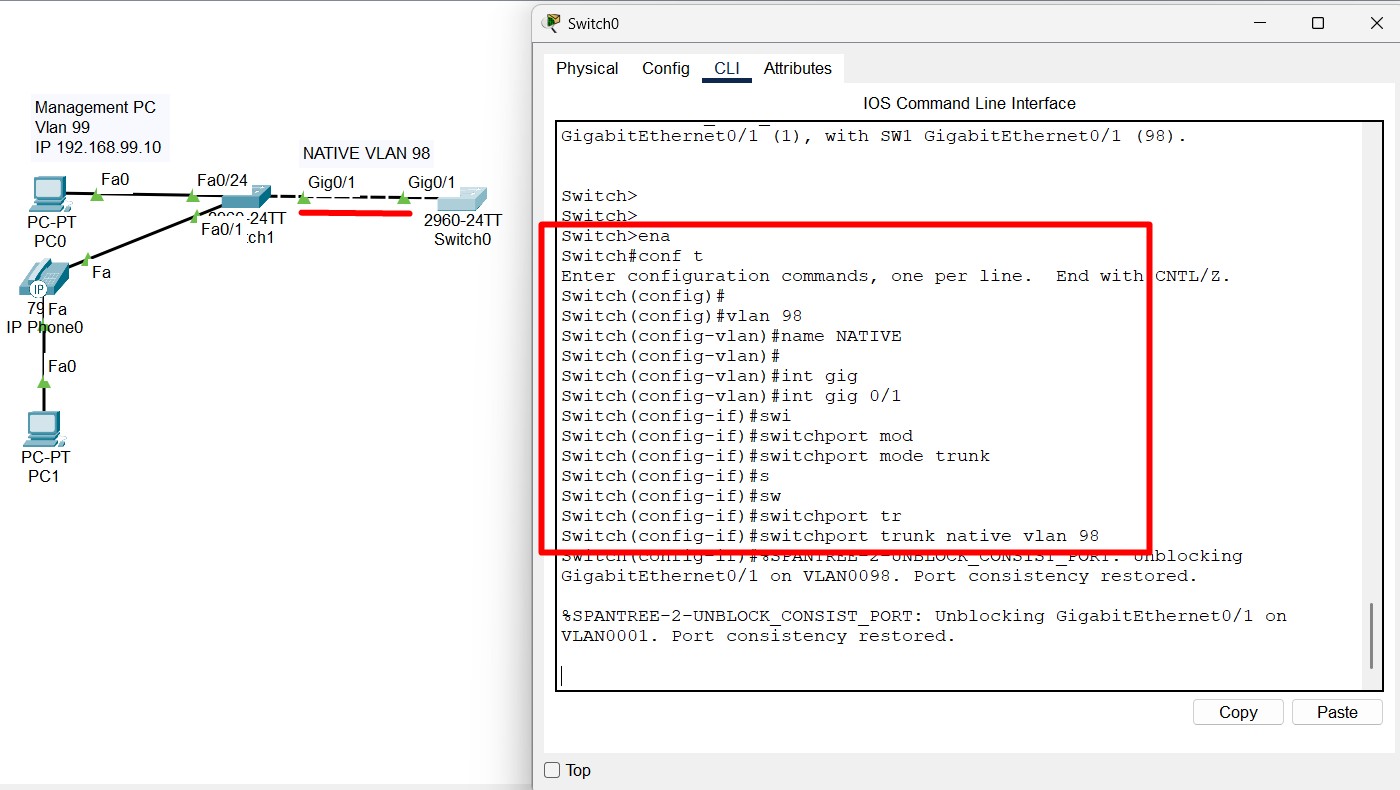 Management PC
Vlan 99
IP 192.168.99.10
NATIVE VLAN 98
Fa0
Fa0/24
Gig0/1
Gig0/1
PC-PT
PC0
2960-24TT
Fa0/1
2960-24TT
Switch0
Fa
IP
Fa
IP Phone0
Fa0
PC-PT
PC1
Switch0
Physical
Config
CLI
Attributes
IOS Command Line Interface
GigabitEthernet0/1 (1), with SW1 GigabitEthernet0/1 (98).
Switch>
Switch>
Switch>ena
Switch#conf t
Enter configuration commands, one per line.  End with CNTL/Z.
Switch(config)#
Switch(config)#vlan 98
Switch(config-vlan)#name NATIVE
Switch(config-vlan)#
Switch(config-vlan)#int gig
Switch(config-vlan)#int gig 0/1
Switch(config-if)#swi
Switch(config-if)#switchport mod
Switch(config-if)#switchport mode trunk
Switch(config-if)#s
Switch(config-if)#sw
Switch(config-if)#switchport tr
Switch(config-if)#switchport trunk native vlan 98
Switch(config-if)#%SPANTREE-2-UNBLOCK_CONSIST_PORT: Unblocking
GigabitEthernet0/1 on VLAN0098. Port consistency restored.
%SPANTREE-2-UNBLOCK_CONSIST_PORT: Unblocking GigabitEthernet0/1 on
VLAN0001. Port consistency restored.
Copy
Paste
Top